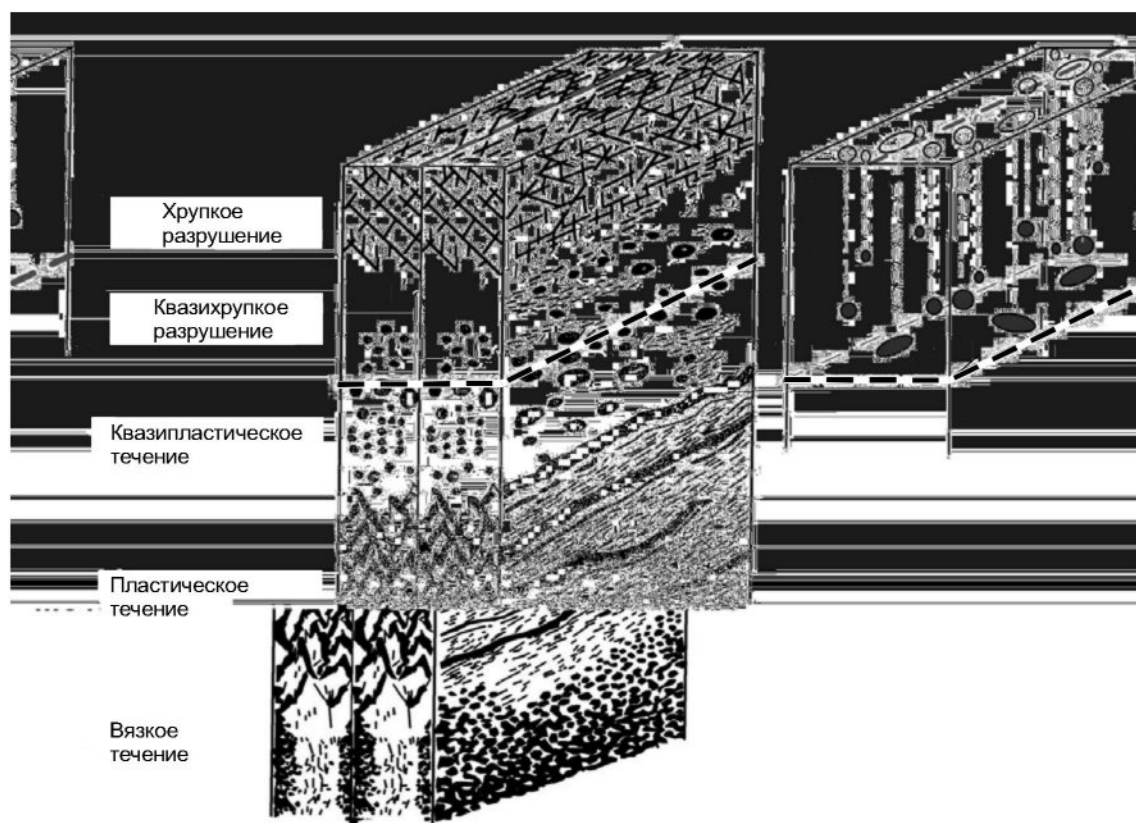 Хрупкое
разрушение
Квазихрупкое
разрушение
Квазипластическое
течение
Пластическое
течение
Вязкое
течение